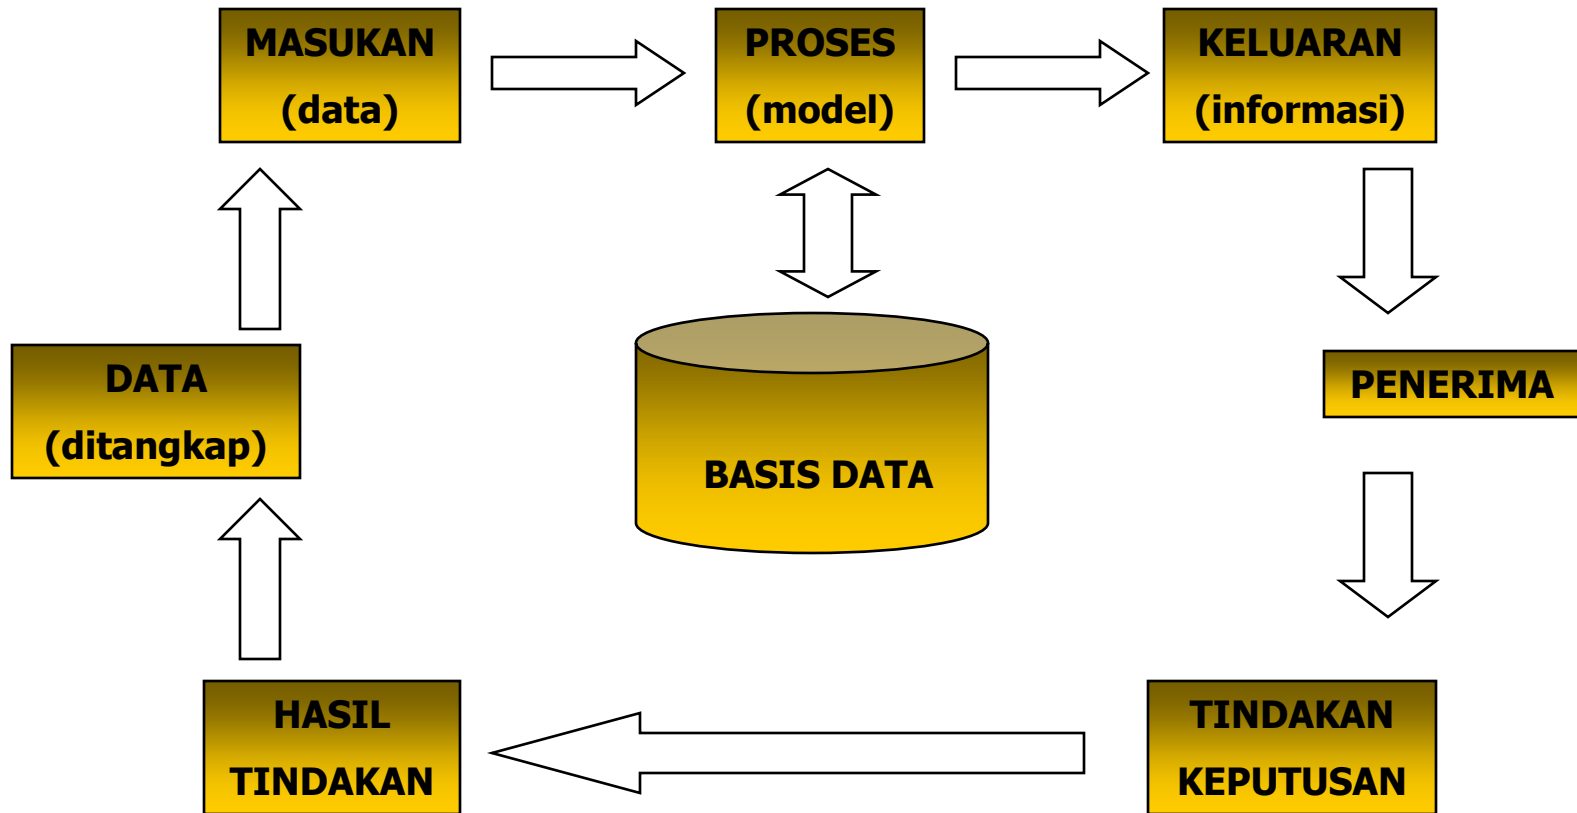 MASUKAN
(data)
PROSES
(model)
KELUARAN
(informasi)
DATA
(ditangkap)
BASIS DATA
PENERIMA
HASIL
TINDAKAN
TINDAKAN
KEPUTUSAN